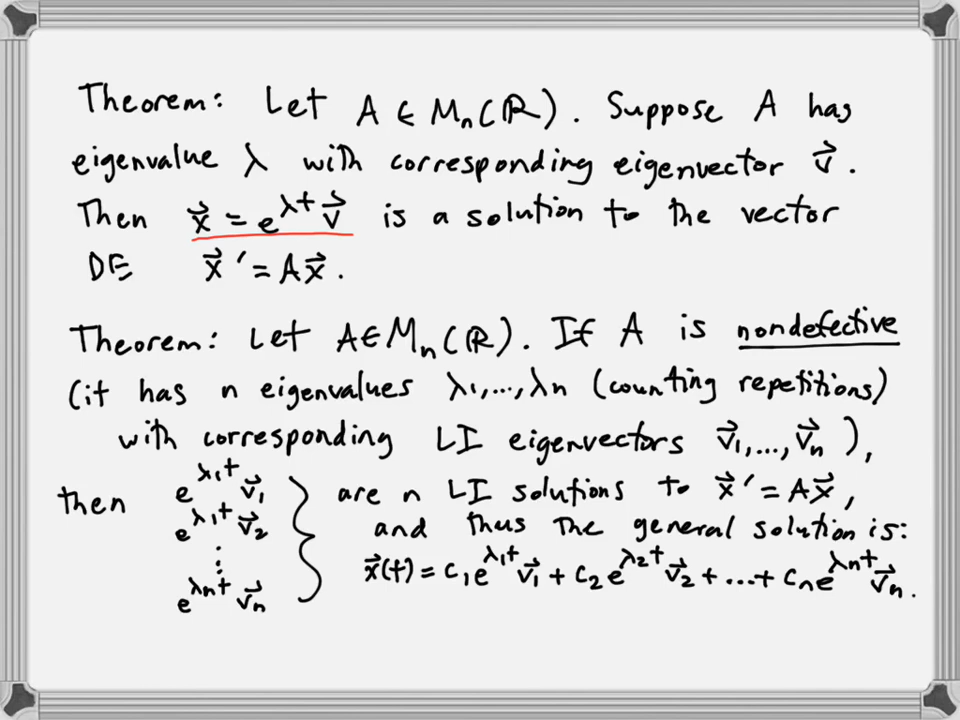 Theorem: Let A ∈ Mₙ(ℝ). Suppose A has
eigenvalue λ with corresponding eigenvector v⃗.
Then x⃗ = e^{λt} v⃗ is a solution to the vector
DE x⃗′ = Ax⃗.
Theorem: Let A ∈ Mₙ(ℝ). If A is nondefective
(it has n eigenvalues λ₁,...,λₙ (counting repetitions)
with corresponding LI eigenvectors v⃗₁,...,v⃗ₙ),
then e^{λ₁t} v⃗₁ } are n LI solutions to x⃗′ = Ax⃗,
e^{λ₁t} v⃗₂ and thus the general solution is:
⋮ x⃗(t) = c₁e^{λ₁t} v⃗₁ + c₂e^{λ₂t} v⃗₂ + ... + cₙe^{λₙt} v⃗ₙ.
e^{λₙt} v⃗ₙ